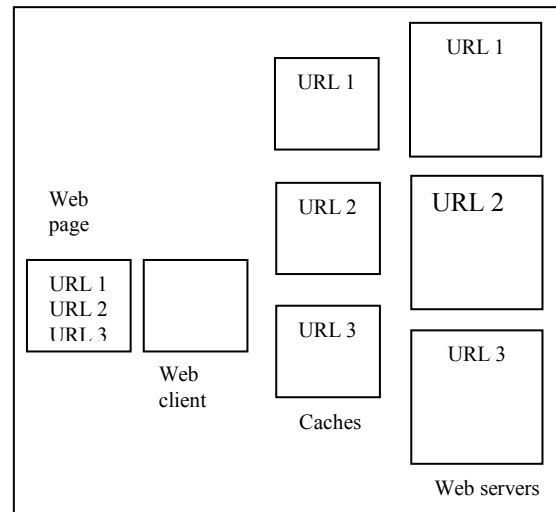 Web
page
URL 1
URL 2
URL 3
Web
client
URL 1
URL 2
URL 3
Caches
URL 1
URL 2
URL 3
Web servers